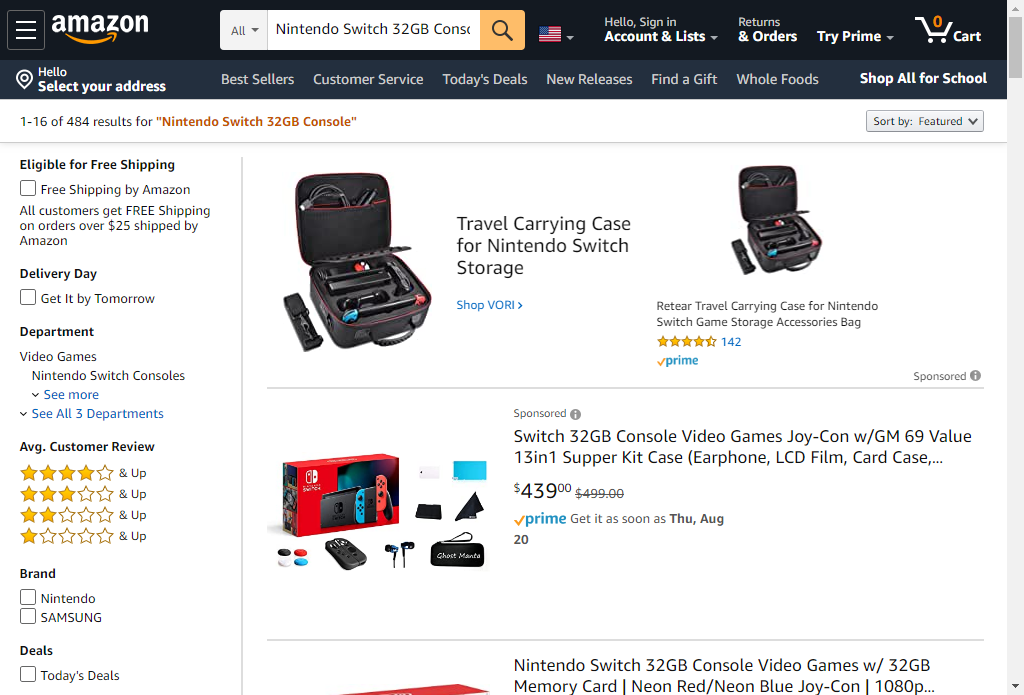 amazon
All
Nintendo Switch 32GB Conso
Hello, Sign in
Account & Lists
Returns
& Orders
Try Prime
0
Cart
Hello
Select your address
Best Sellers
Customer Service
Today's Deals
New Releases
Find a Gift
Whole Foods
Shop All for School
1-16 of 484 results for "Nintendo Switch 32GB Console"
Sort by: Featured
Eligible for Free Shipping
Free Shipping by Amazon
All customers get FREE Shipping
on orders over $25 shipped by
Amazon
Delivery Day
Get It by Tomorrow
Department
Video Games
Nintendo Switch Consoles
See more
See All 3 Departments
Avg. Customer Review
& Up
& Up
& Up
& Up
Brand
Nintendo
SAMSUNG
Deals
Today's Deals
Travel Carrying Case
for Nintendo Switch
Storage
Shop VORI ›
Retear Travel Carrying Case for Nintendo
Switch Game Storage Accessories Bag
142
prime
Sponsored
Sponsored
Switch 32GB Console Video Games Joy-Con w/GM 69 Value
13in1 Supper Kit Case (Earphone, LCD Film, Card Case,...
$43900 $499.00
prime Get it as soon as Thu, Aug
20
Ghost Manta
Nintendo Switch 32GB Console Video Games w/ 32GB
Memory Card | Neon Red/Neon Blue Joy-Con | 1080p...